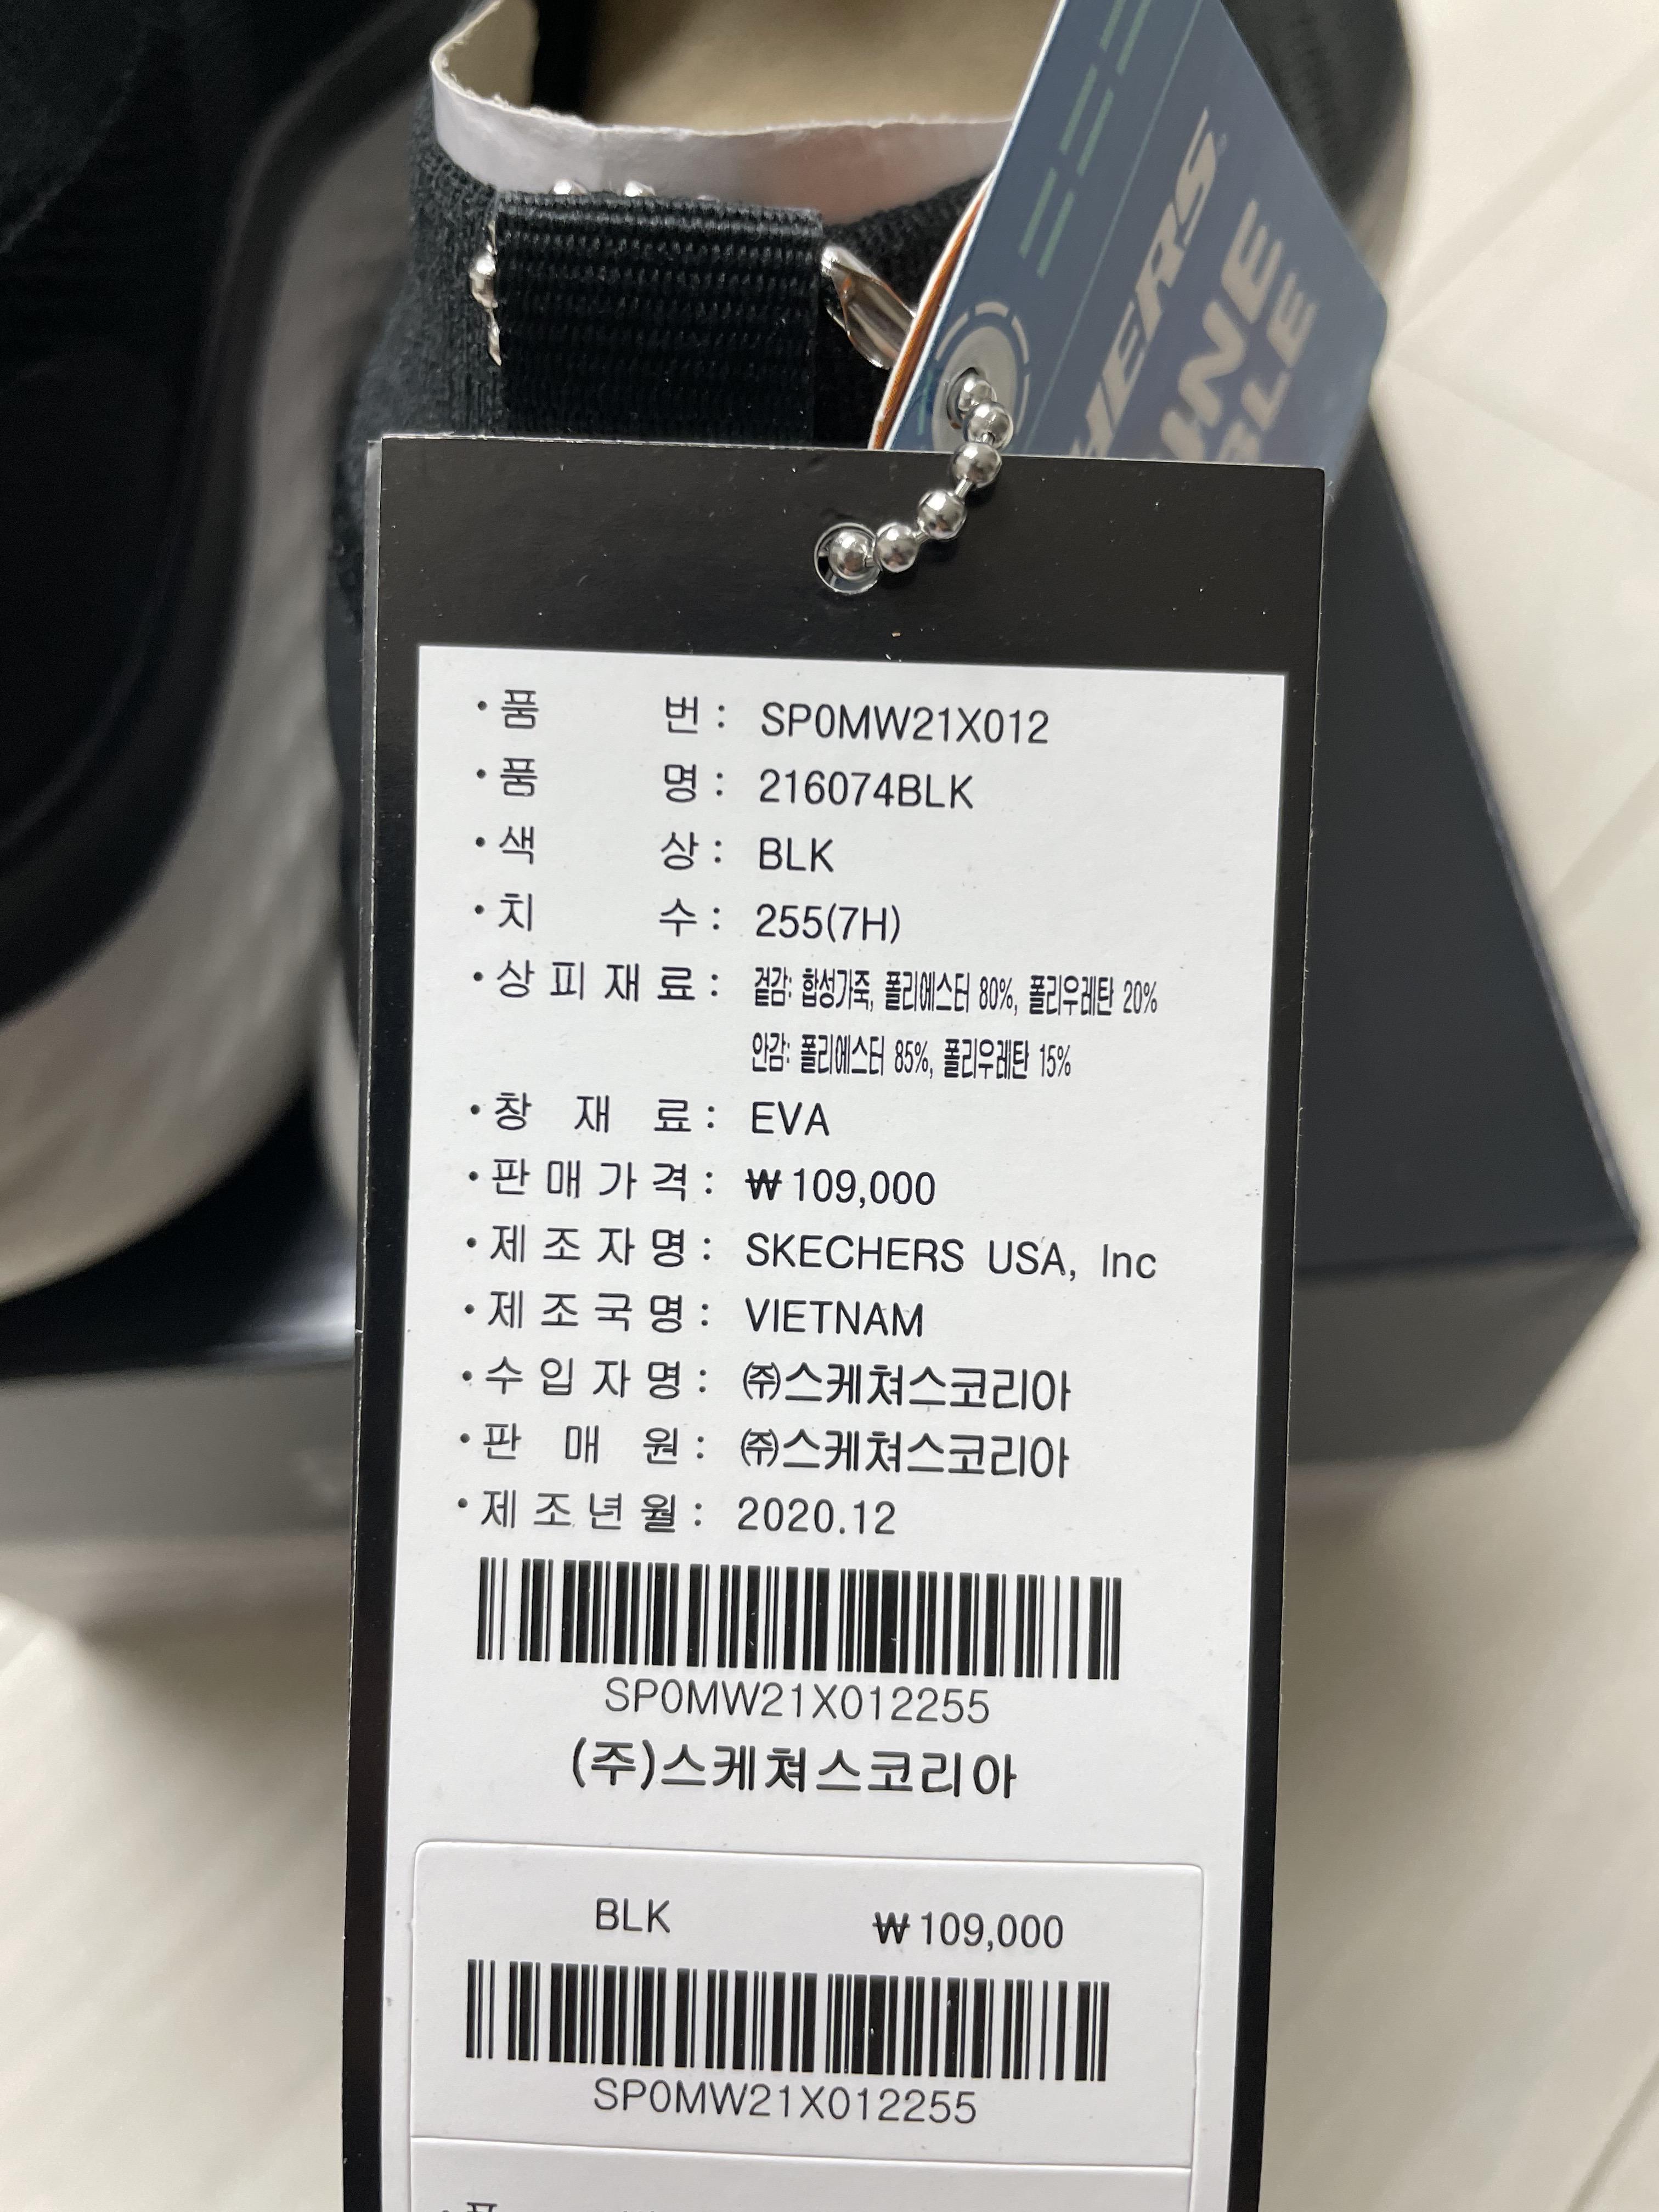 HERS
INE
BLE
•품 번: SP0MW21X012
•품 명: 216074BLK
•색 상: BLK
•치 수: 255(7H)
•상피재료: 겉감: 합성가죽, 폴리에스터 80%, 폴리우레탄 20%
안감: 폴리에스터 85%, 폴리우레탄 15%
•창 재 료: EVA
•판매가격: ₩109,000
•제조자명: SKECHERS USA, Inc
•제조국명: VIETNAM
•수입자명: ㈜스케쳐스코리아
•판 매 원: ㈜스케쳐스코리아
•제조년월: 2020.12
SP0MW21X012255
(주)스케쳐스코리아
BLK ₩109,000
SP0MW21X012255